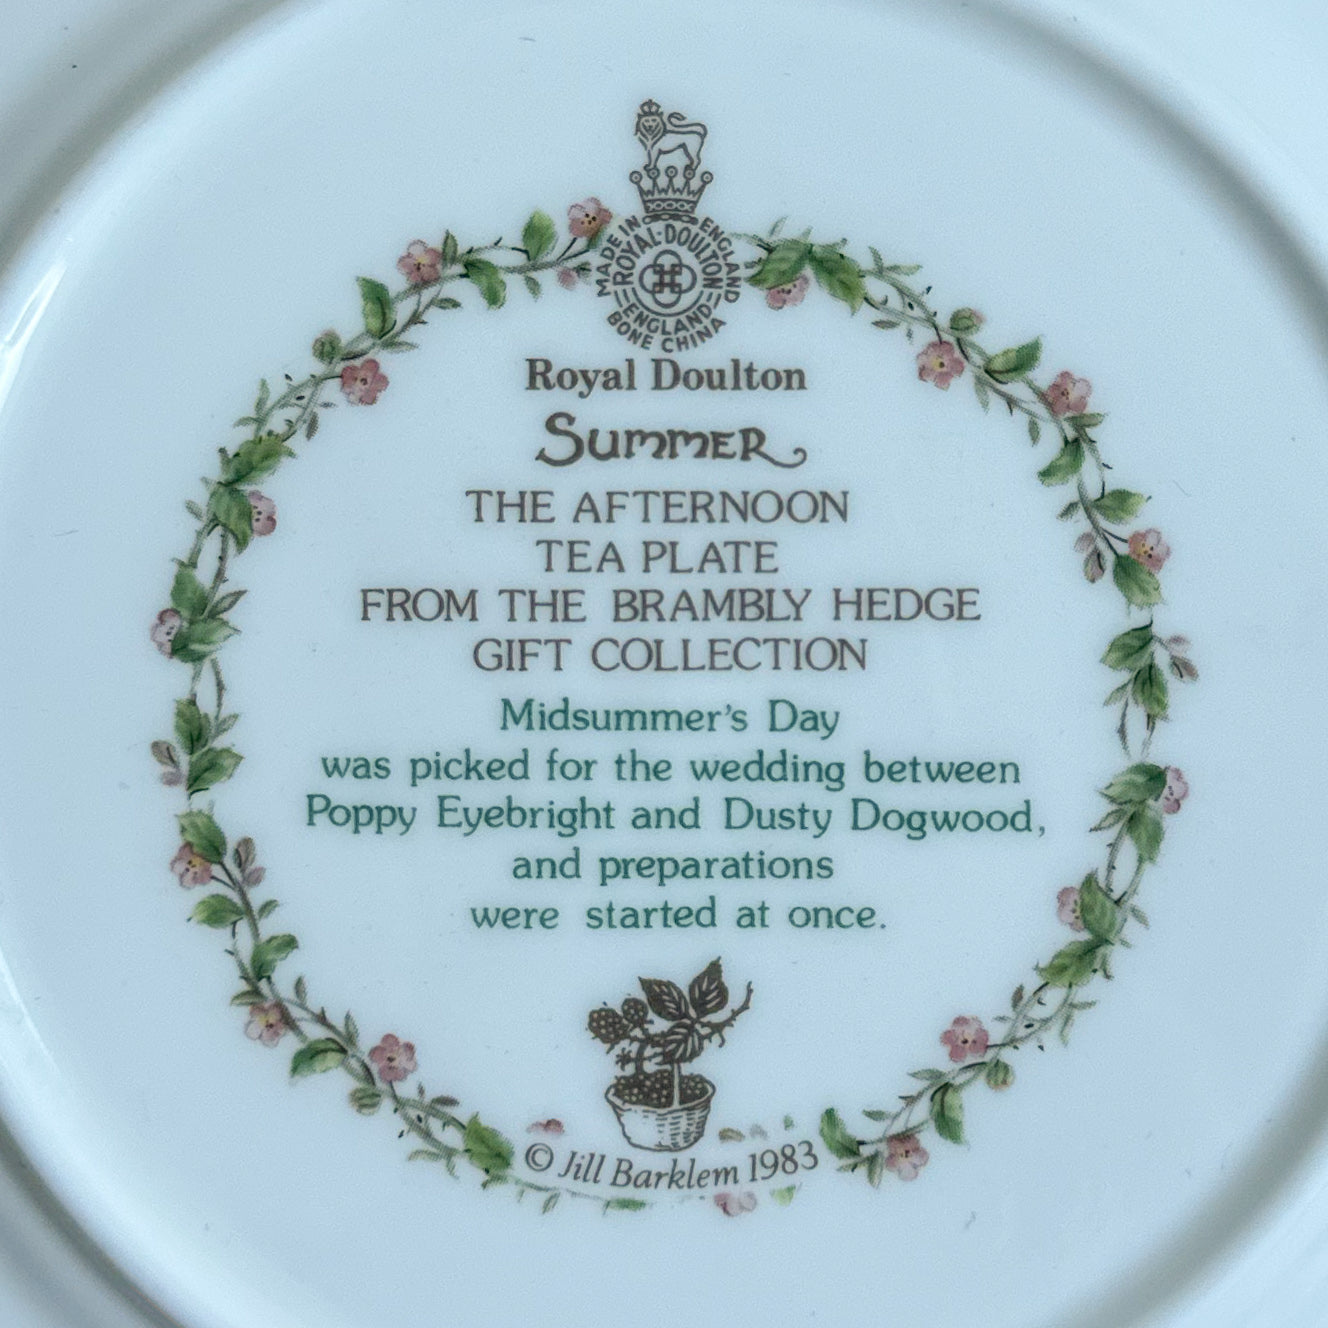 MADE IN ENGLAND
ROYAL·DOULTON
ENGLAND
BONE CHINA
Royal Doulton
SUMMER
THE AFTERNOON
TEA PLATE
FROM THE BRAMBLY HEDGE
GIFT COLLECTION
Midsummer's Day
was picked for the wedding between
Poppy Eyebright and Dusty Dogwood,
and preparations
were started at once.
© Jill Barklem 1983